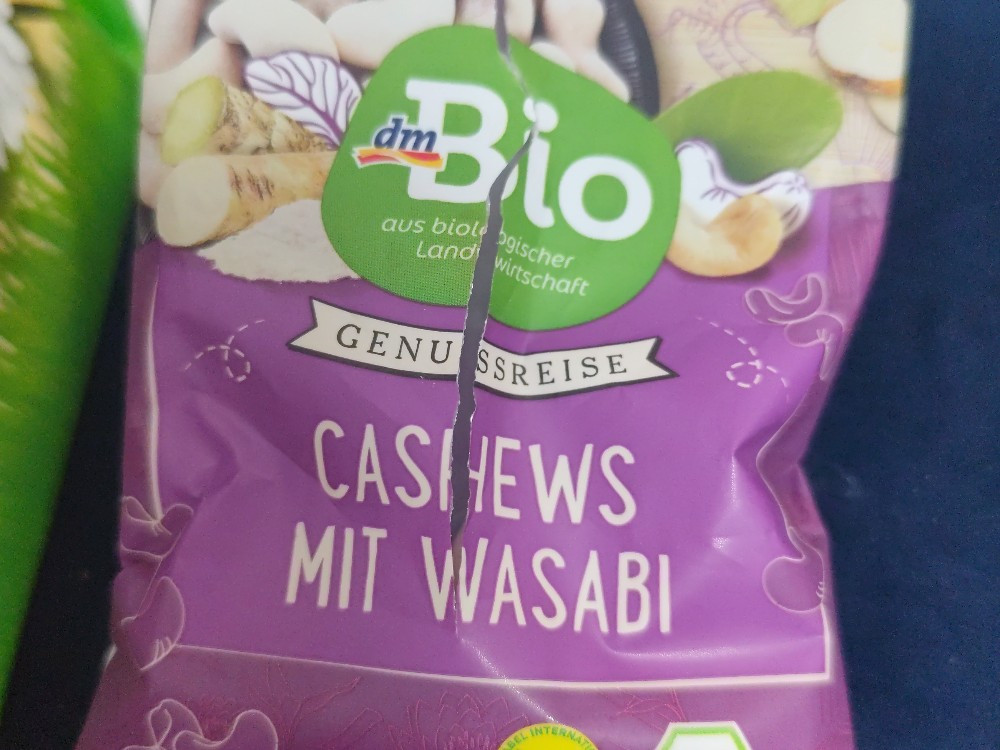 dm
Bio
aus biologischer
Landwirtschaft
GENUSSREISE
CASHEWS
MIT WASABI